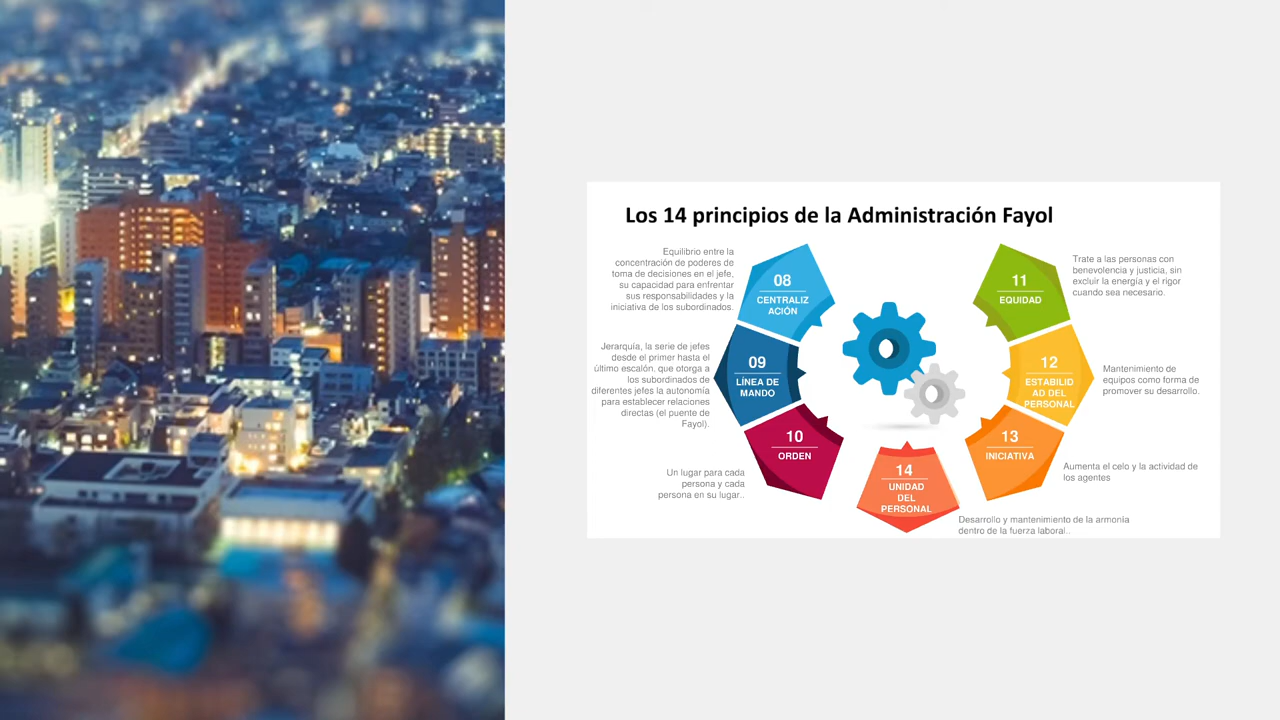 Los 14 principios de la Administración Fayol
Equilibrio entre la
concentración de poderes de
toma de decisiones en el jefe,
su capacidad para enfrentar
sus responsabilidades y la
iniciativa de los subordinados.
08
CENTRALIZ
ACIÓN
Jerarquía, la serie de jefes
desde el primer hasta el
último escalón. que otorga a
los subordinados de
diferentes jefes la autonomía
para establecer relaciones
directas (el puente de
Fayol).
09
LÍNEA DE
MANDO
Un lugar para cada
persona y cada
persona en su lugar..
10
ORDEN
11
EQUIDAD
Trate a las personas con
benevolencia y justicia, sin
excluir la energía y el rigor
cuando sea necesario.
12
ESTABILID
AD DEL
PERSONAL
Mantenimiento de
equipos como forma de
promover su desarrollo.
13
INICIATIVA
Aumenta el celo y la actividad de
los agentes
14
UNIDAD
DEL
PERSONAL
Desarrollo y mantenimiento de la armonía
dentro de la fuerza laboral..